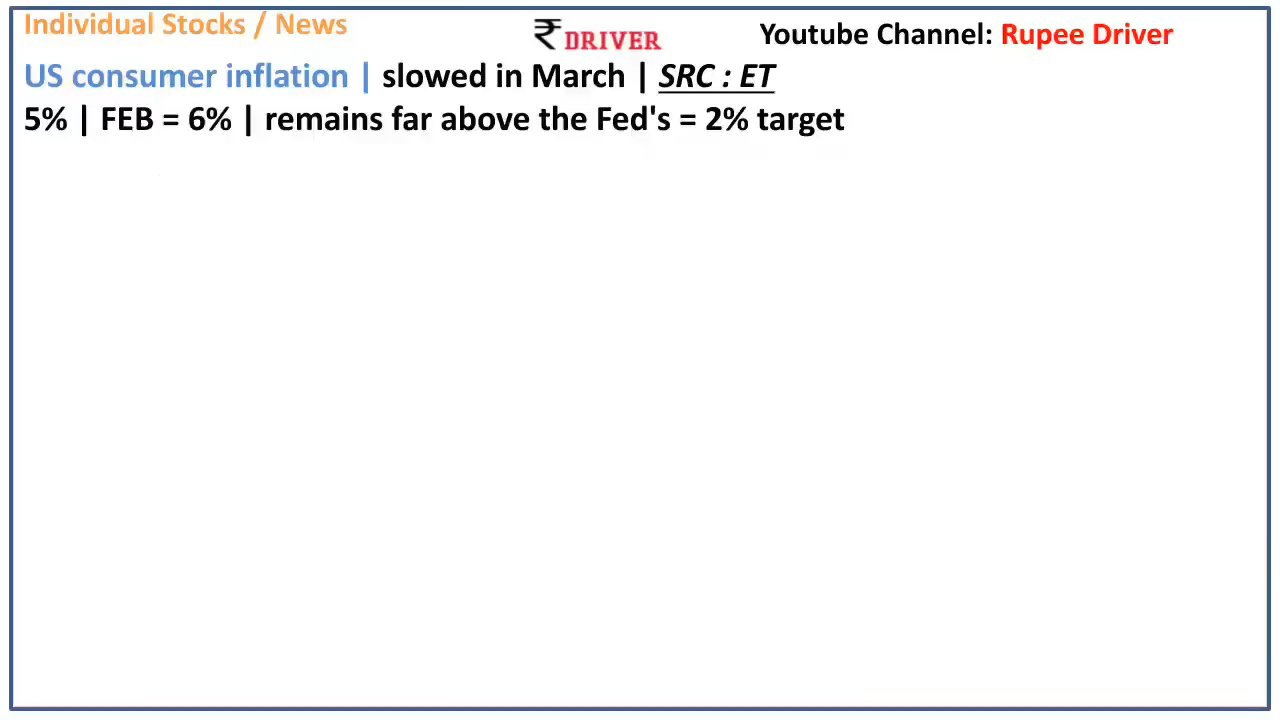 Individual Stocks / News
₹ DRIVER
Youtube Channel: Rupee Driver
US consumer inflation | slowed in March | SRC : ET
5% | FEB = 6% | remains far above the Fed's = 2% target